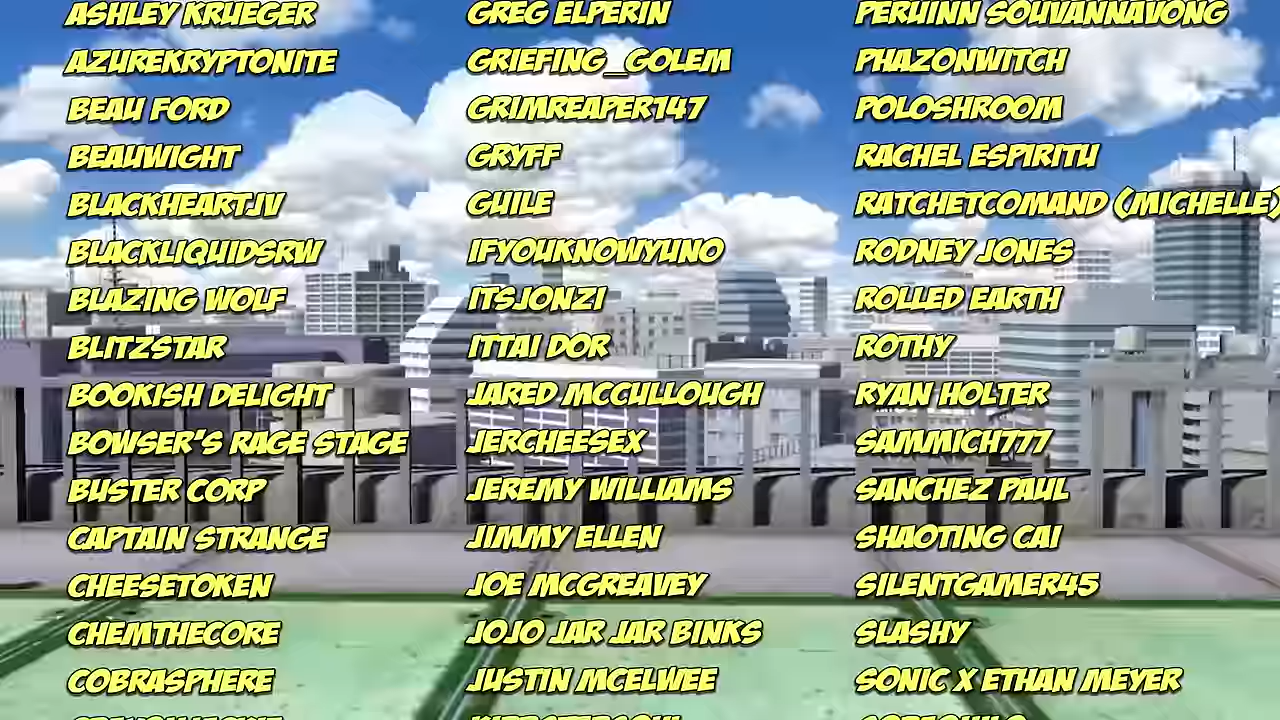 ASHLEY KRUEGER
AZUREKRYPTONITE
BEAU FORD
BEAUWIGHT
BLACKHEARTJV
BLACKLIQUIDSRW
BLAZING WOLF
BLITZSTAR
BOOKISH DELIGHT
BOWSER'S RAGE STAGE
BUSTER CORP
CAPTAIN STRANGE
CHEESETOKEN
CHEMTHECORE
COBRASPHERE
GREG ELPERIN
GRIEFING_GOLEM
GRIMREAPER147
GRYFF
GUILE
IFYOUKNOWYUNO
ITSJONZI
ITTAI DOR
JARED MCCULLOUGH
JERCHEESEX
JEREMY WILLIAMS
JIMMY ELLEN
JOE MCGREAVEY
JOJO JAR JAR BINKS
JUSTIN MCELWEE
PERUINN SOUVANNAVONG
PHAZONWITCH
POLOSHROOM
RACHEL ESPIRITU
RATCHETCOMAND (MICHELLE)
RODNEY JONES
ROLLED EARTH
ROTHY
RYAN HOLTER
SAMMICH777
SANCHEZ PAUL
SHAOTING CAI
SILENTGAMER45
SLASHY
SONIC X ETHAN MEYER